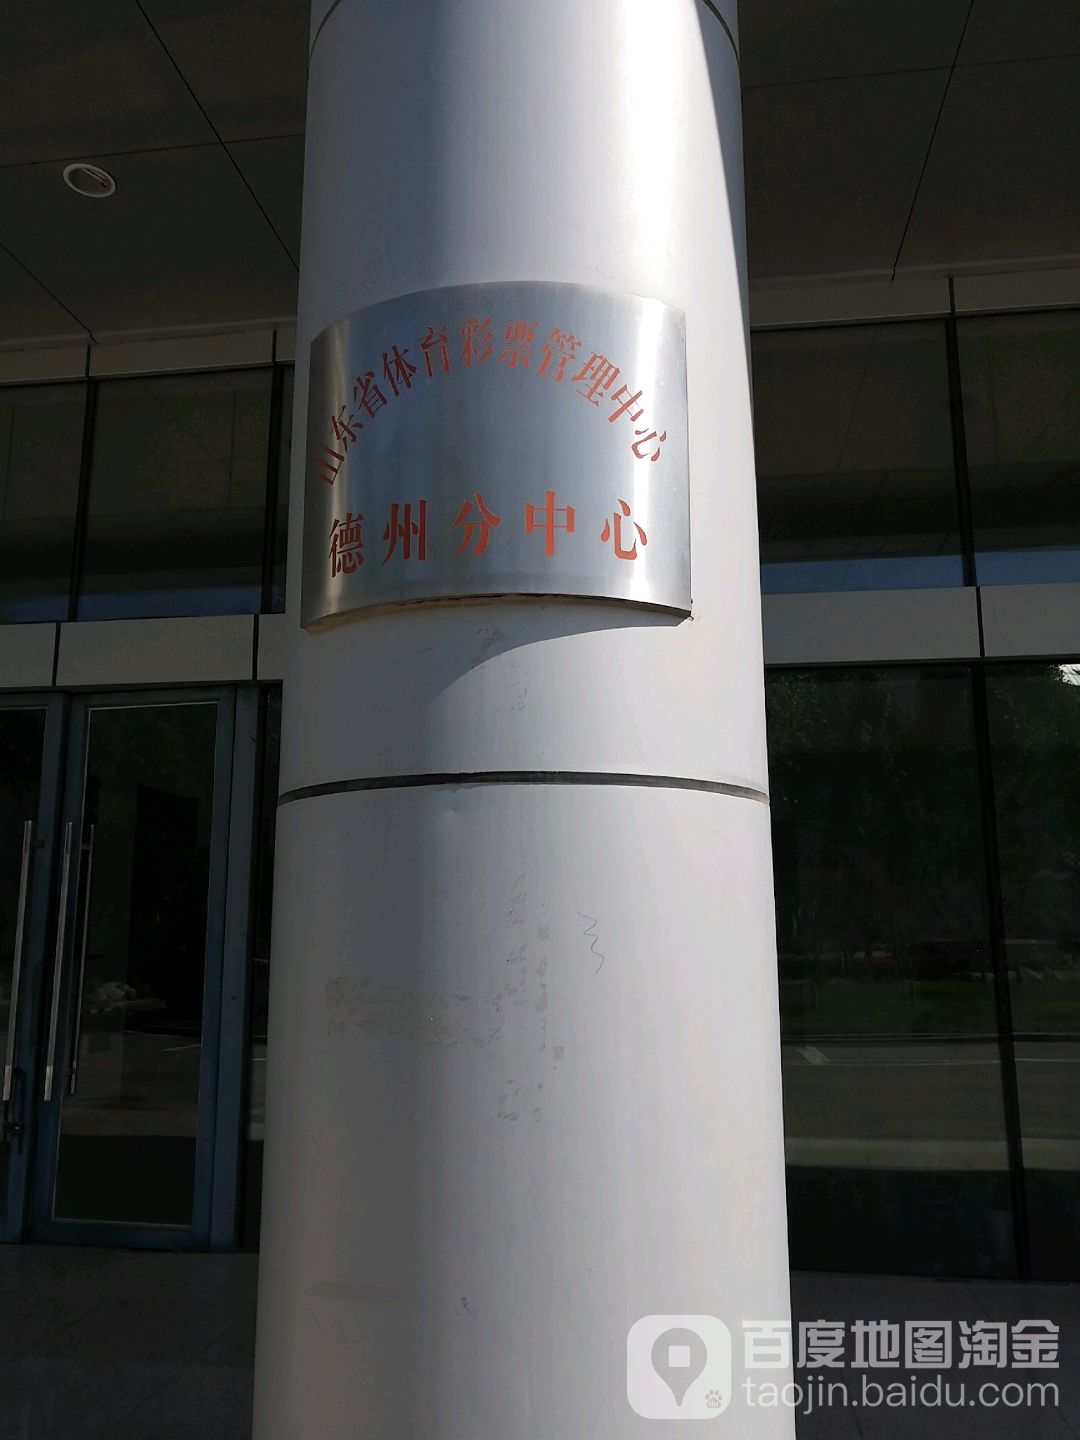 山东省体育彩票管理中心
德州分中心
百度地图淘金
taojin.baidu.com